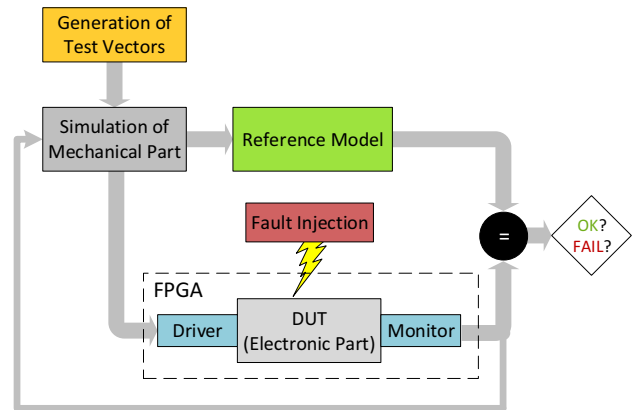 Generation of
Test Vectors
Simulation of
Mechanical Part
Reference Model
Fault Injection
=
OK?
FAIL?
FPGA
Driver
DUT
(Electronic Part)
Monitor